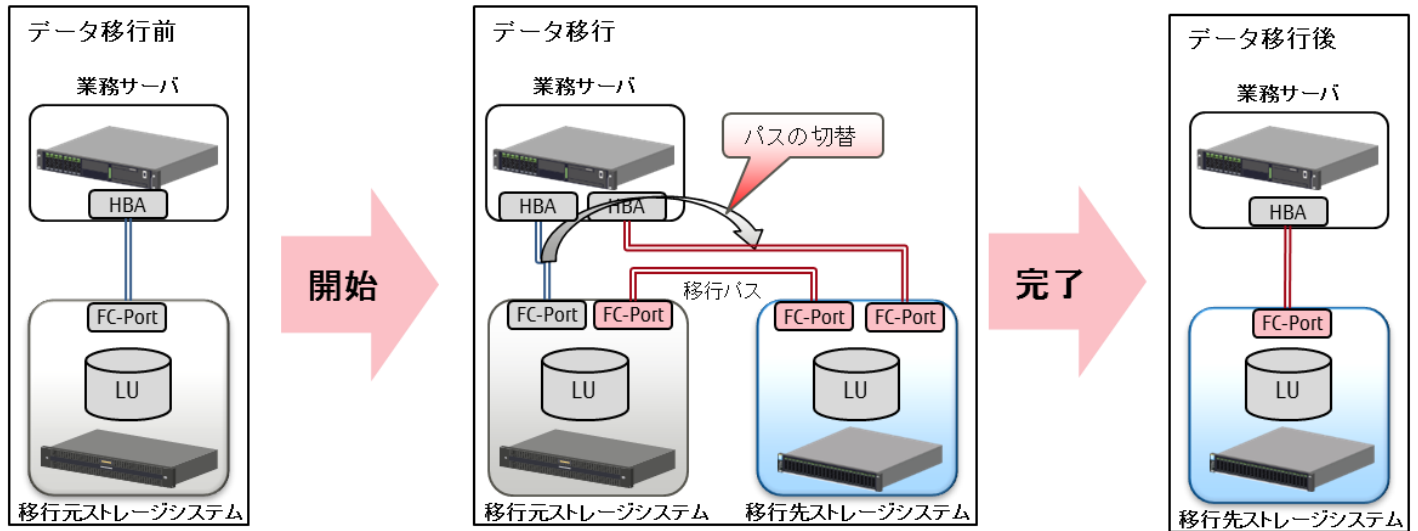 データ移行前
業務サーバ
HBA
FC-Port
LU
移行元ストレージシステム
開始
データ移行
業務サーバ
パスの切替
HBA HBA
移行パス
FC-Port FC-Port FC-Port FC-Port
LU LU
移行元ストレージシステム 移行先ストレージシステム
完了
データ移行後
業務サーバ
HBA
FC-Port
LU
移行先ストレージシステム